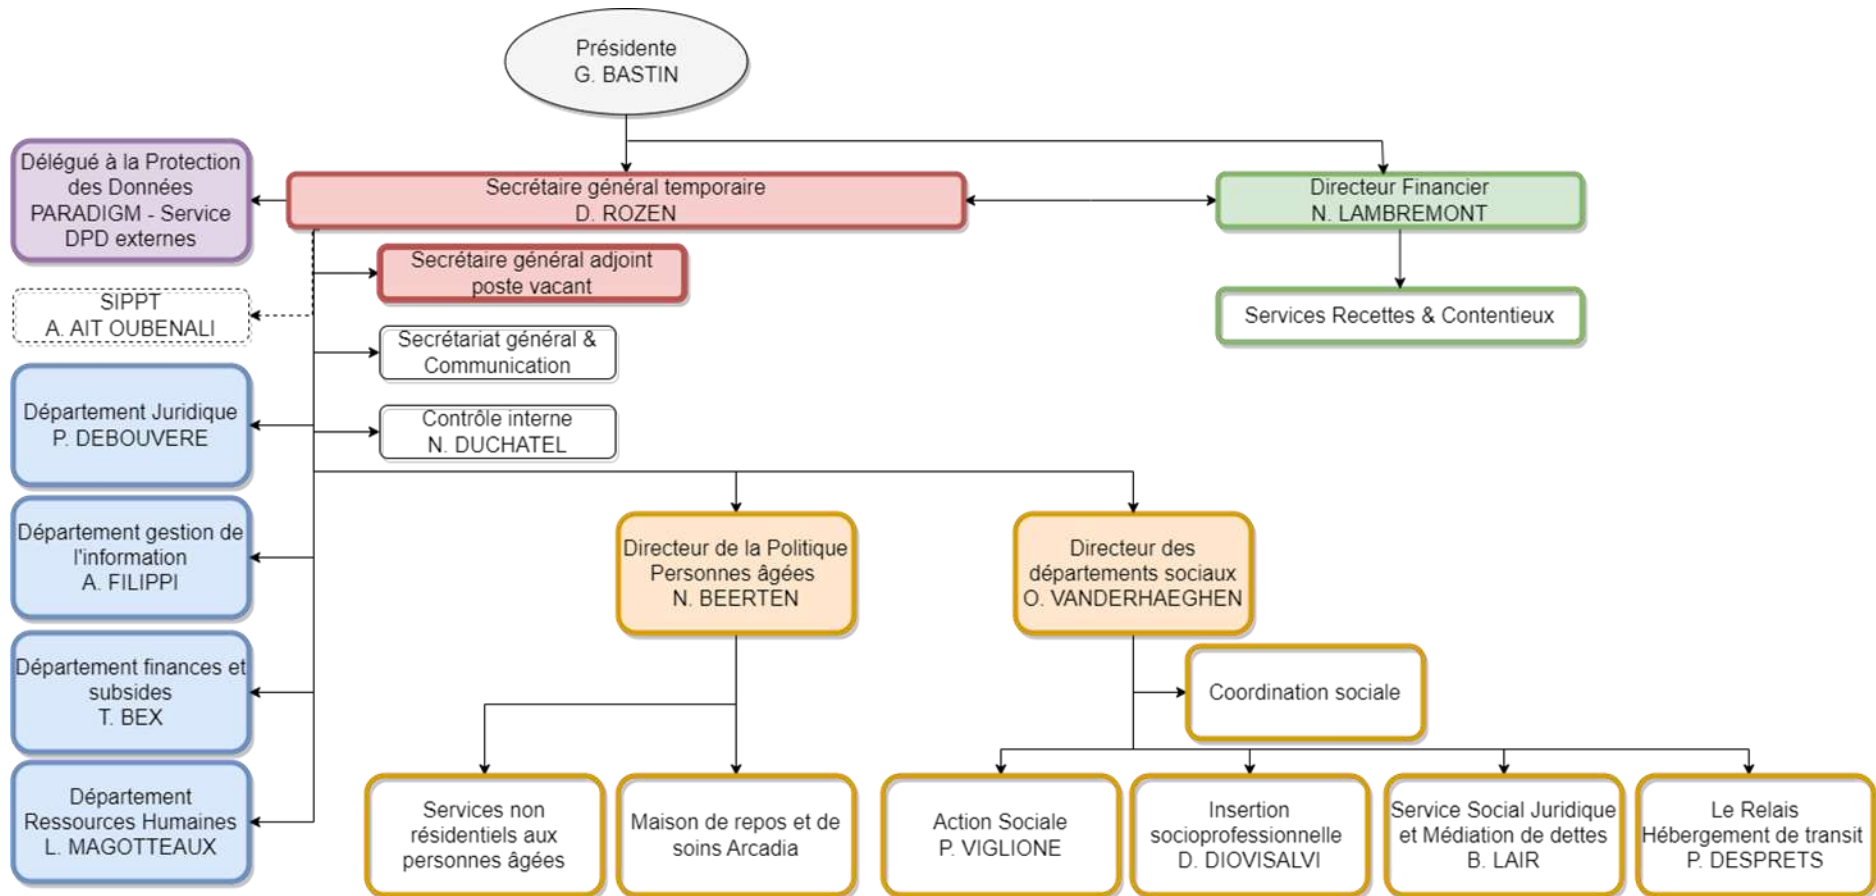 Présidente
G. BASTIN
Délégué à la Protection
des Données
PARADIGM - Service
DPD externes
Secrétaire général temporaire
D. ROZEN
Directeur Financier
N. LAMBREMONT
Secrétaire général adjoint
poste vacant
SIPPT
A. AIT OUBENALI
Services Recettes & Contentieux
Secrétariat général &
Communication
Département Juridique
P. DEBOUVERE
Contrôle interne
N. DUCHATEL
Département gestion de
l'information
A. FILIPPI
Directeur de la Politique
Personnes âgées
N. BEERTEN
Directeur des
départements sociaux
O. VANDERHAEGHEN
Département finances et
subsides
T. BEX
Coordination sociale
Département
Ressources Humaines
L. MAGOTTEAUX
Services non
résidentiels aux
personnes âgées
Maison de repos et de
soins Arcadia
Action Sociale
P. VIGLIONE
Insertion
socioprofessionnelle
D. DIOVISALVI
Service Social Juridique
et Médiation de dettes
B. LAIR
Le Relais
Hébergement de transit
P. DESPRETS